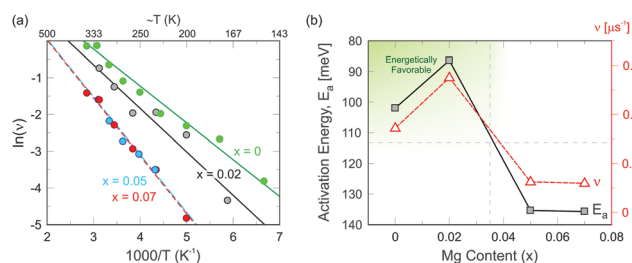 (a)
~T (K)
500 333 250 200 167 143
ln(ν)
-1
-2
-3
-4
-5
x = 0
x = 0.02
x = 0.05
x = 0.07
2 3 4 5 6 7
1000/T (K⁻¹)
(b)
ν [μs⁻¹]
Activation Energy, Eₐ [meV]
80
90
100
110
120
130
140
Energetically
Favorable
ν
Eₐ
0 0.02 0.04 0.06 0.08
Mg Content (x)